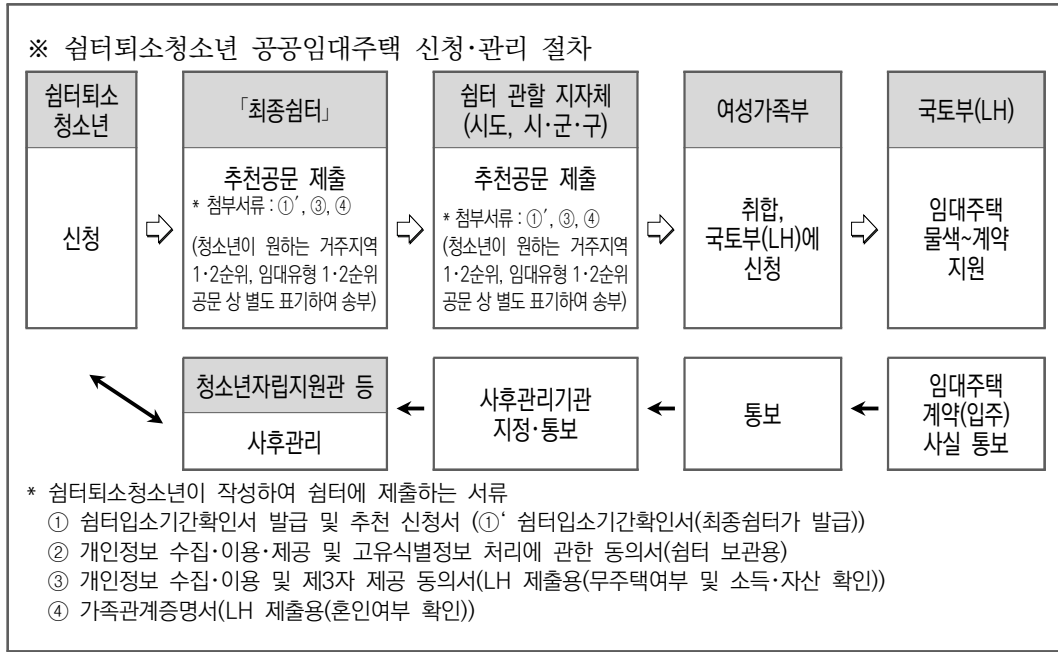 ※ 쉼터퇴소청소년 공공임대주택 신청·관리 절차
쉼터퇴소
청소년
신청
「최종쉼터」
추천공문 제출
* 첨부서류 : ①′, ③, ④
(청소년이 원하는 거주지역
1·2순위, 임대유형 1·2순위
공문 상 별도 표기하여 송부)
쉼터 관할 지자체
(시도, 시·군·구)
추천공문 제출
* 첨부서류 : ①′, ③, ④
(청소년이 원하는 거주지역
1·2순위, 임대유형 1·2순위
공문 상 별도 표기하여 송부)
여성가족부
취합,
국토부(LH)에
신청
국토부(LH)
임대주택
물색~계약
지원
청소년자립지원관 등
사후관리
사후관리기관
지정·통보
통보
임대주택
계약(입주)
사실 통보
* 쉼터퇴소청소년이 작성하여 쉼터에 제출하는 서류
① 쉼터입소기간확인서 발급 및 추천 신청서 (①‘ 쉼터입소기간확인서(최종쉼터가 발급))
② 개인정보 수집·이용·제공 및 고유식별정보 처리에 관한 동의서(쉼터 보관용)
③ 개인정보 수집·이용 및 제3자 제공 동의서(LH 제출용(무주택여부 및 소득·자산 확인))
④ 가족관계증명서(LH 제출용(혼인여부 확인))